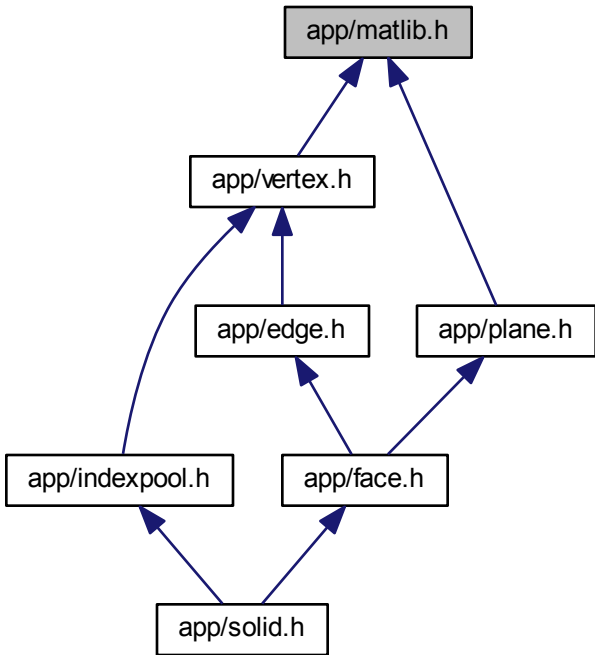 app/matlib.h
app/vertex.h
app/edge.h
app/plane.h
app/indexpool.h
app/face.h
app/solid.h